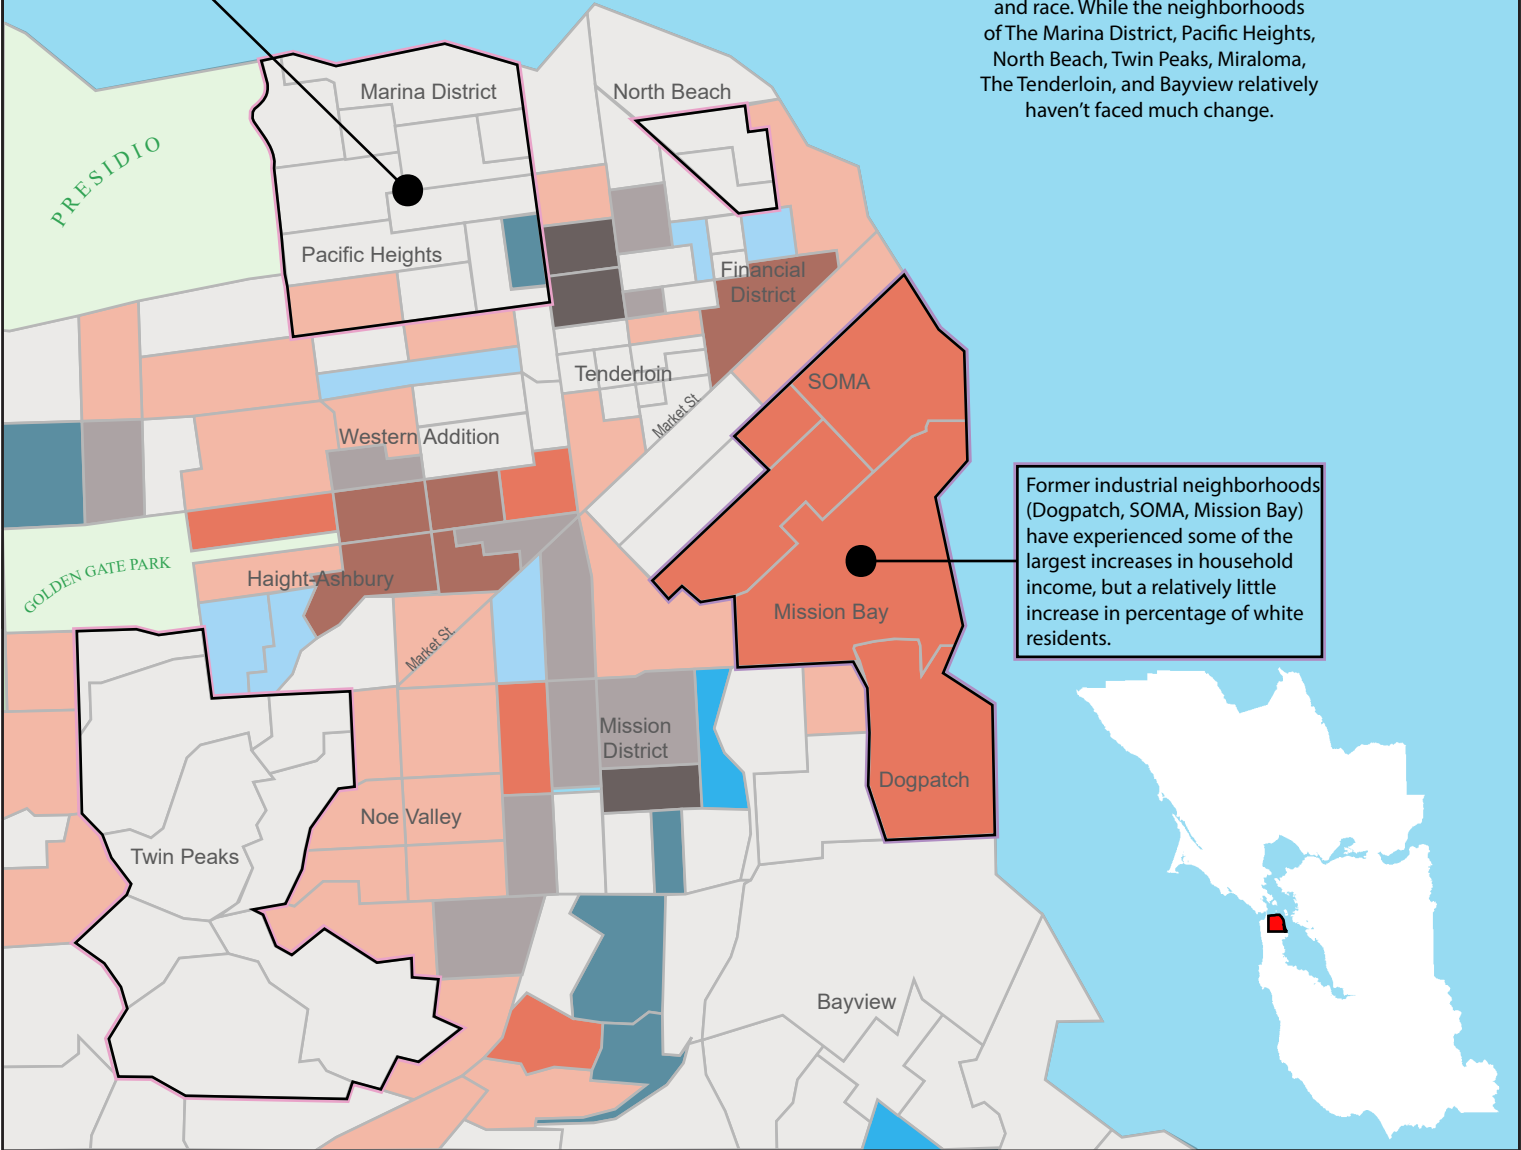 and race. While the neighborhoods
of The Marina District, Pacific Heights,
North Beach, Twin Peaks, Miraloma,
The Tenderloin, and Bayview relatively
haven't faced much change.
Marina District
North Beach
PRESIDIO
Pacific Heights
Financial
District
Tenderloin
SOMA
Market St.
Western Addition
Former industrial neighborhoods
(Dogpatch, SOMA, Mission Bay)
have experienced some of the
largest increases in household
income, but a relatively little
increase in percentage of white
residents.
GOLDEN GATE PARK
Haight-Ashbury
Mission Bay
Market St.
Mission
District
Dogpatch
Noe Valley
Twin Peaks
Bayview